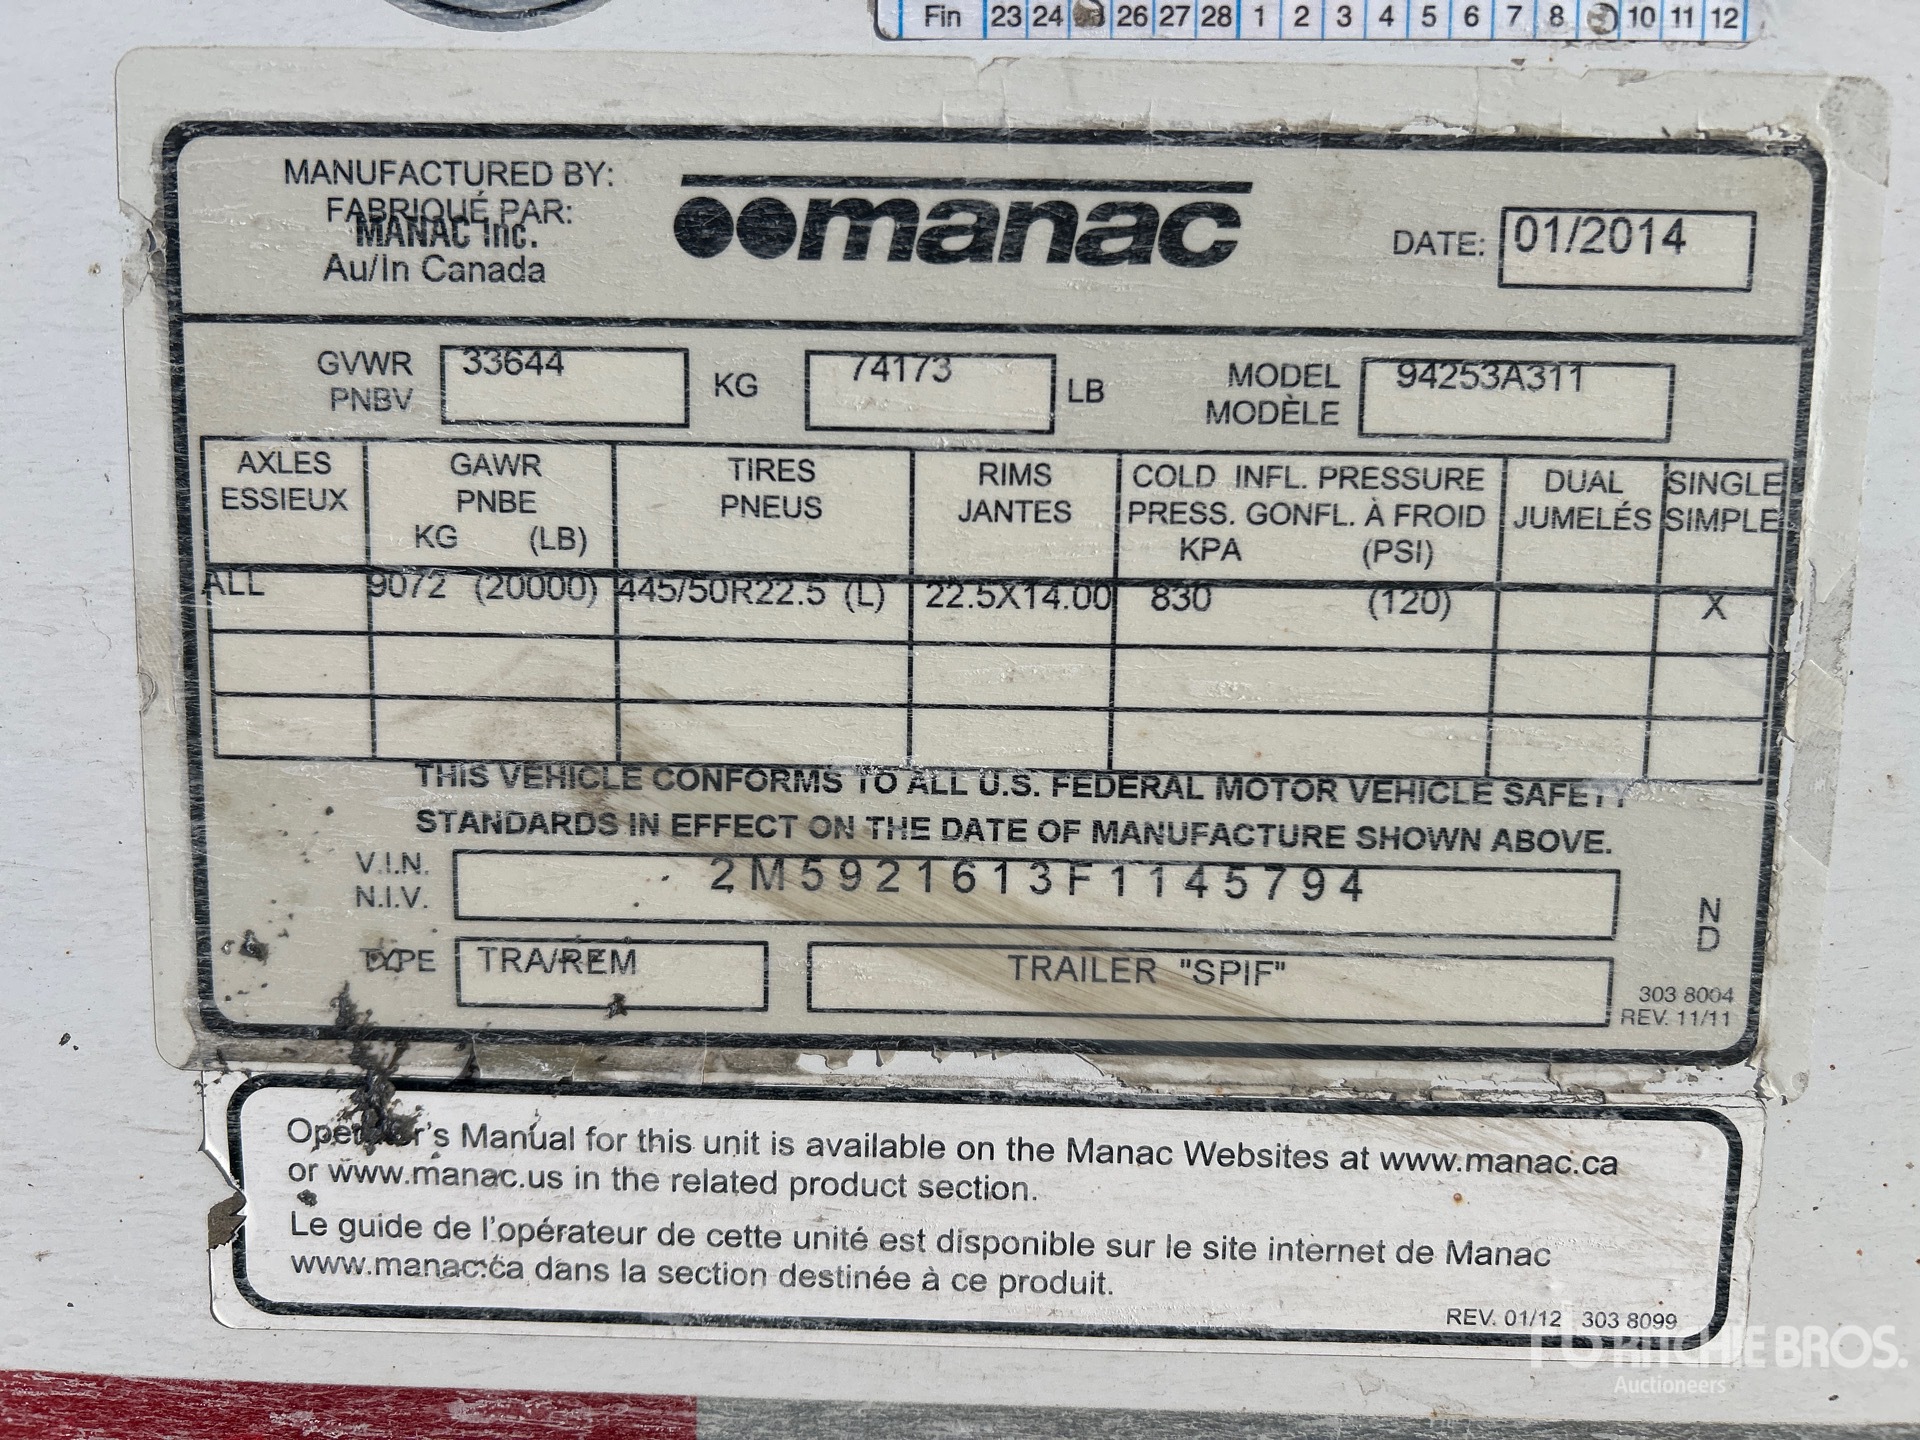 Fin 23 24 26 27 28 1 2 3 4 5 6 7 8 10 11 12
MANUFACTURED BY:
FABRIQUÉ PAR:
MANAC Inc.
Au/In Canada
manac
DATE: 01/2014
GVWR 33644 KG 74173 LB MODEL 94253A311
PNBV MODÈLE
AXLES GAWR TIRES RIMS COLD INFL. PRESSURE DUAL SINGLE
ESSIEUX PNBE PNEUS JANTES PRESS. GONFL. À FROID JUMELÉS SIMPLE
KG (LB) KPA (PSI)
ALL 9072 (20000) 445/50R22.5 (L) 22.5X14.00 830 (120) X
THIS VEHICLE CONFORMS TO ALL U.S. FEDERAL MOTOR VEHICLE SAFETY
STANDARDS IN EFFECT ON THE DATE OF MANUFACTURE SHOWN ABOVE.
V.I.N. 2M5921613F1145794
N.I.V.
N
D
TYPE TRA/REM TRAILER "SPIF"
303 8004
REV. 11/11
Operator's Manual for this unit is available on the Manac Websites at www.manac.ca
or www.manac.us in the related product section.
Le guide de l'opérateur de cette unité est disponible sur le site internet de Manac
www.manac.ca dans la section destinée à ce produit.
REV. 01/12 303 8099
RITCHIE BROS.
Auctioneers